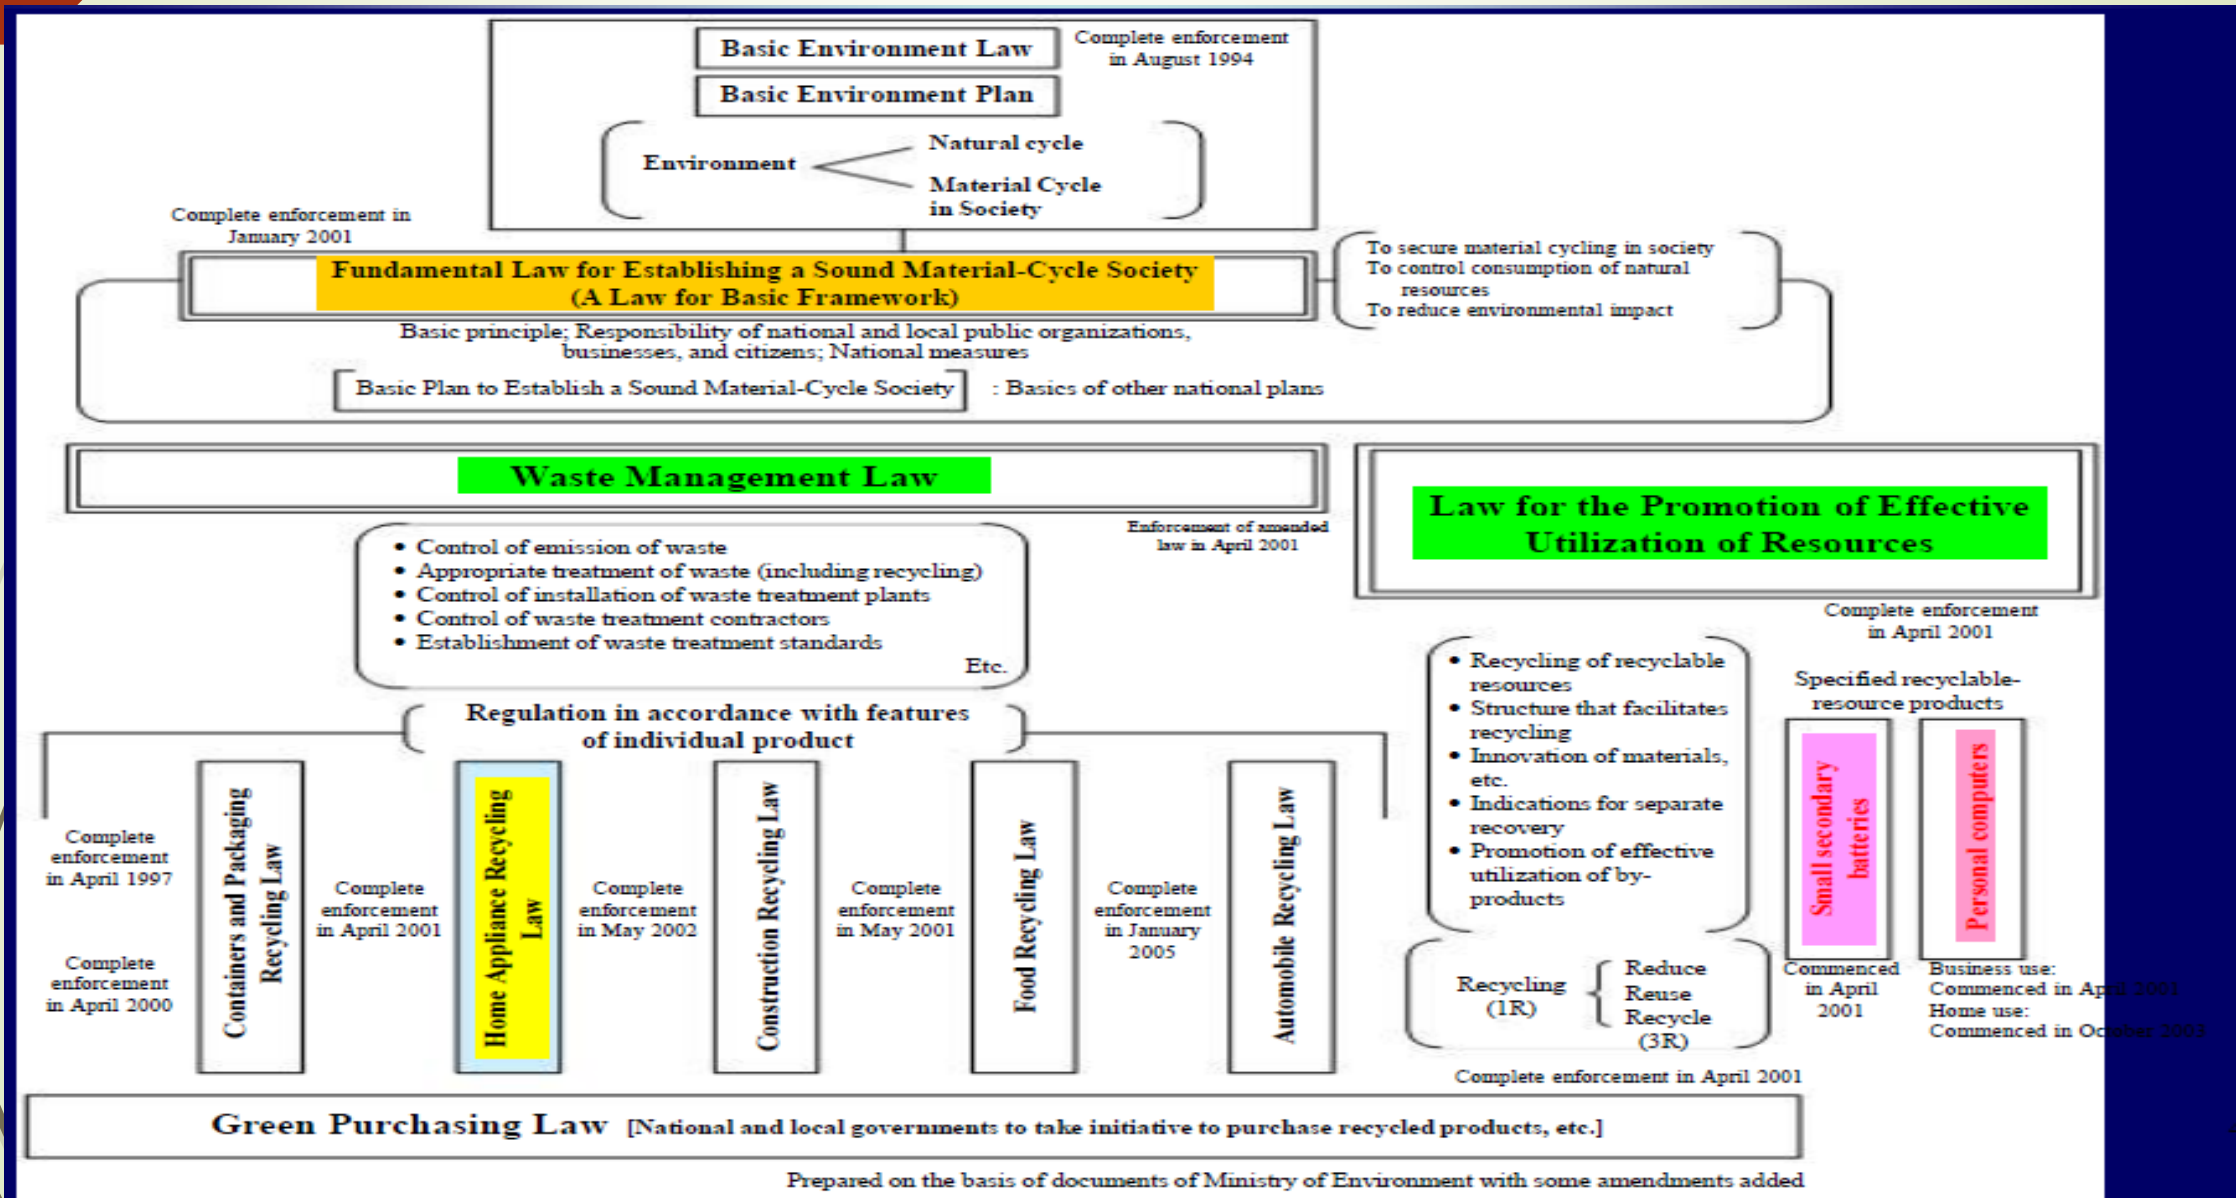 Basic Environment Law
Complete enforcement
in August 1994
Basic Environment Plan
Environment
Natural cycle
Material Cycle
in Society
Complete enforcement in
January 2001
Fundamental Law for Establishing a Sound Material-Cycle Society
(A Law for Basic Framework)
To secure material cycling in society
To control consumption of natural
resources
To reduce environmental impact
Basic principle; Responsibility of national and local public organizations,
businesses, and citizens; National measures
Basic Plan to Establish a Sound Material-Cycle Society : Basics of other national plans
Waste Management Law
Enforcement of amended
law in April 2001
• Control of emission of waste
• Appropriate treatment of waste (including recycling)
• Control of installation of waste treatment plants
• Control of waste treatment contractors
• Establishment of waste treatment standards
Etc.
Regulation in accordance with features
of individual product
Complete
enforcement
in April 1997
Complete
enforcement
in April 2000
Containers and Packaging
Recycling Law
Complete
enforcement
in April 2001
Home Appliance Recycling
Law
Complete
enforcement
in May 2002
Construction Recycling Law
Complete
enforcement
in May 2001
Food Recycling Law
Complete
enforcement
in January
2005
Automobile Recycling Law
Law for the Promotion of Effective
Utilization of Resources
Complete enforcement
in April 2001
• Recycling of recyclable
resources
• Structure that facilitates
recycling
• Innovation of materials,
etc.
• Indications for separate
recovery
• Promotion of effective
utilization of by-
products
Specified recyclable-
resource products
Small secondary
batteries
Personal computers
Commenced
in April
2001
Business use:
Commenced in April 2001
Home use:
Commenced in October 2003
Recycling
(1R)
Reduce
Reuse
Recycle
(3R)
Complete enforcement in April 2001
Green Purchasing Law [National and local governments to take initiative to purchase recycled products, etc.]
Prepared on the basis of documents of Ministry of Environment with some amendments added